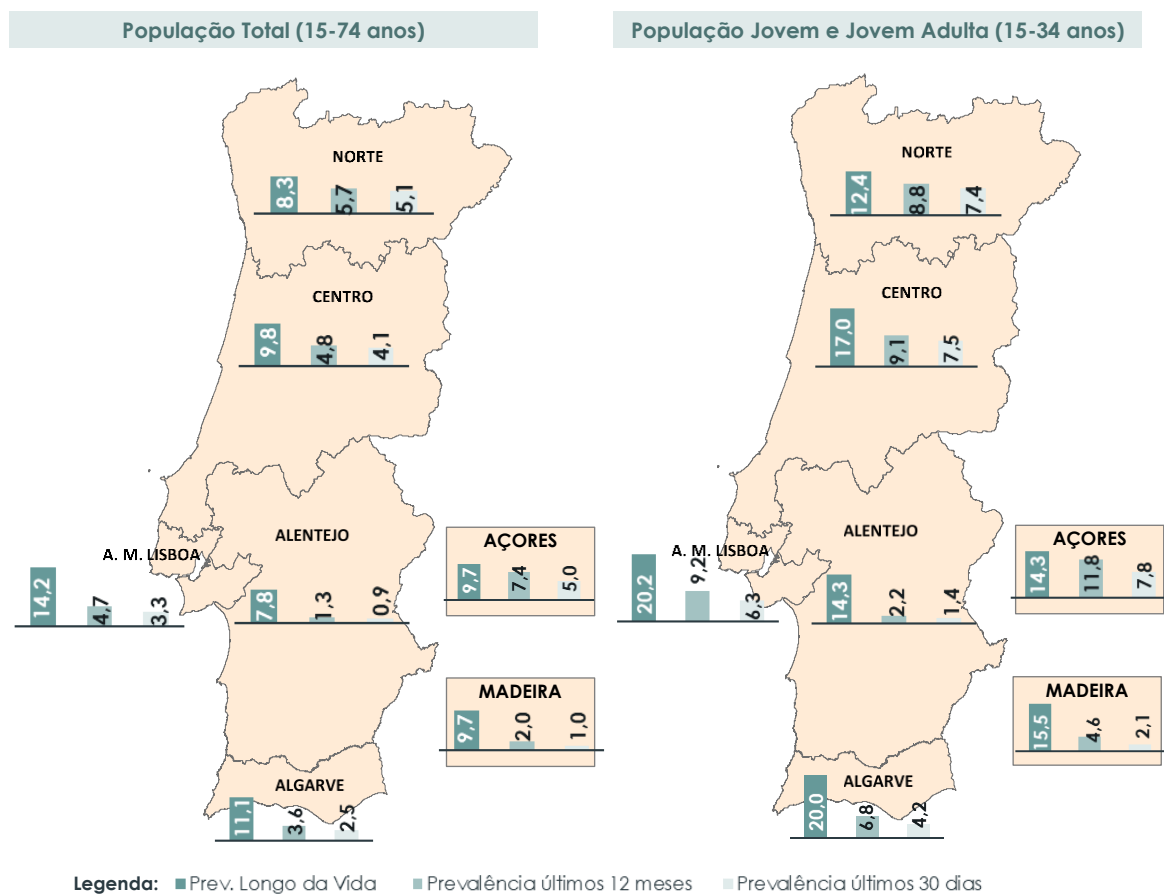 População Total (15-74 anos)
População Jovem e Jovem Adulta (15-34 anos)
NORTE
8,3 5,7 5,1
CENTRO
9,8 4,8 4,1
A. M. LISBOA
14,2 4,7 3,3
ALENTEJO
7,8 1,3 0,9
AÇORES
9,7 7,4 5,0
MADEIRA
9,7 2,0 1,0
ALGARVE
11,1 3,6 2,5
NORTE
12,4 8,8 7,4
CENTRO
17,0 9,1 7,5
A. M. LISBOA
20,2 9,2 6,3
ALENTEJO
14,3 2,2 1,4
AÇORES
14,3 11,8 7,8
MADEIRA
15,5 4,6 2,1
ALGARVE
20,0 6,8 4,2
Legenda: Prev. Longo da Vida Prevalência últimos 12 meses Prevalência últimos 30 dias